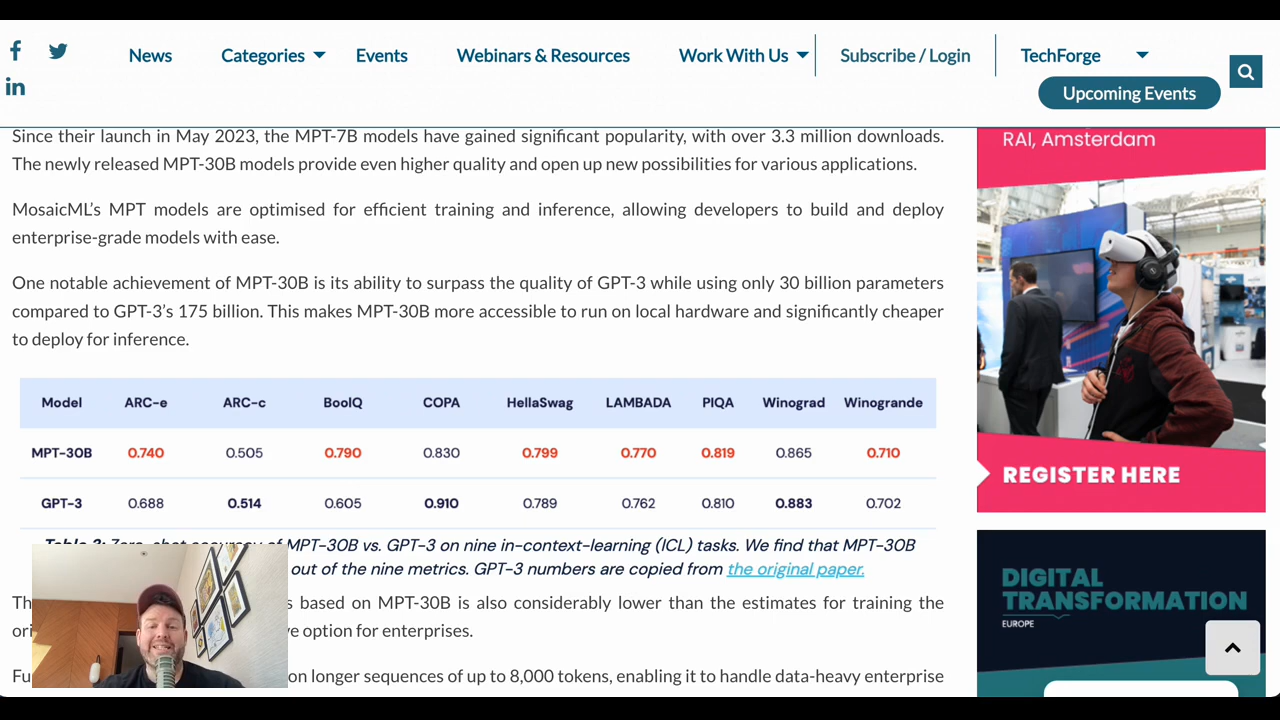 News
Categories
Events
Webinars & Resources
Work With Us
Subscribe / Login
TechForge
Upcoming Events
Since their launch in May 2023, the MPT-7B models have gained significant popularity, with over 3.3 million downloads.
The newly released MPT-30B models provide even higher quality and open up new possibilities for various applications.
MosaicML's MPT models are optimised for efficient training and inference, allowing developers to build and deploy
enterprise-grade models with ease.
One notable achievement of MPT-30B is its ability to surpass the quality of GPT-3 while using only 30 billion parameters
compared to GPT-3's 175 billion. This makes MPT-30B more accessible to run on local hardware and significantly cheaper
to deploy for inference.
Model ARC-e ARC-c BoolQ COPA HellaSwag LAMBADA PIQA Winograd Winogrande
MPT-30B 0.740 0.505 0.790 0.830 0.799 0.770 0.819 0.865 0.710
GPT-3 0.688 0.514 0.605 0.910 0.789 0.762 0.810 0.883 0.702
MPT-30B vs. GPT-3 on nine in-context-learning (ICL) tasks. We find that MPT-30B
out of the nine metrics. GPT-3 numbers are copied from the original paper.
based on MPT-30B is also considerably lower than the estimates for training the
option for enterprises.
on longer sequences of up to 8,000 tokens, enabling it to handle data-heavy enterprise
RAI, Amsterdam
REGISTER HERE
DIGITAL
TRANSFORMATION
EUROPE